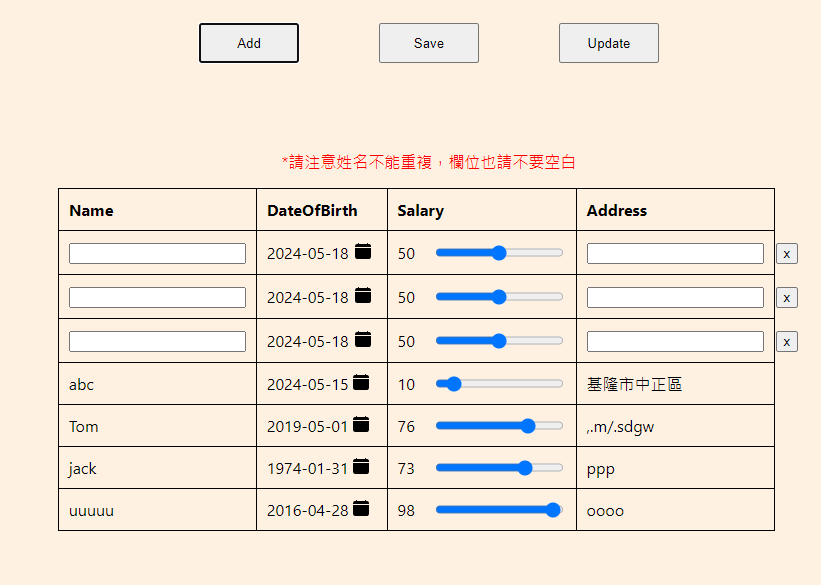 Add Save Update
*請注意姓名不能重複，欄位也請不要空白
Name DateOfBirth Salary Address
2024-05-18 50 x
2024-05-18 50 x
2024-05-18 50 x
abc 2024-05-15 10 基隆市中正區
Tom 2019-05-01 76 ,.m/.sdgw
jack 1974-01-31 73 ppp
uuuuu 2016-04-28 98 oooo